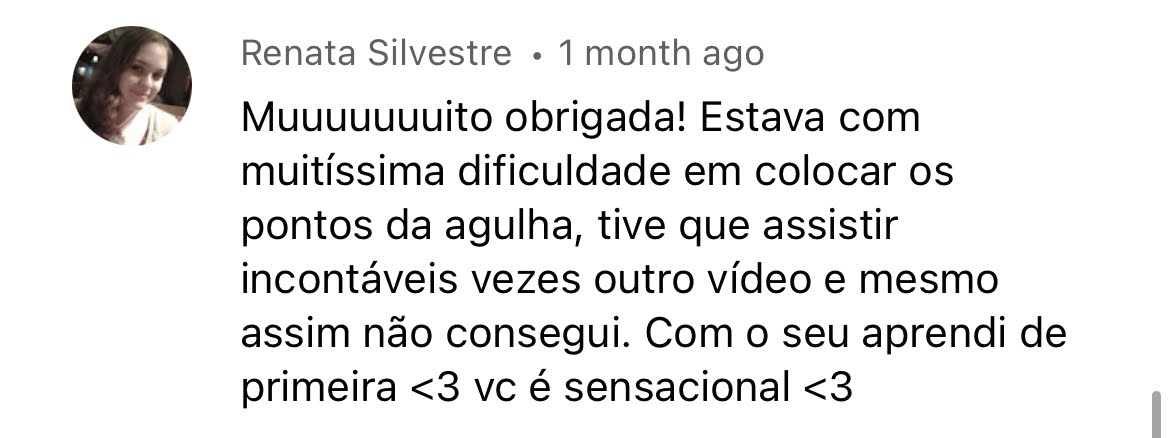 Renata Silvestre • 1 month ago
Muuuuuuuito obrigada! Estava com
muitíssima dificuldade em colocar os
pontos da agulha, tive que assistir
incontáveis vezes outro vídeo e mesmo
assim não consegui. Com o seu aprendi de
primeira <3 vc é sensacional <3